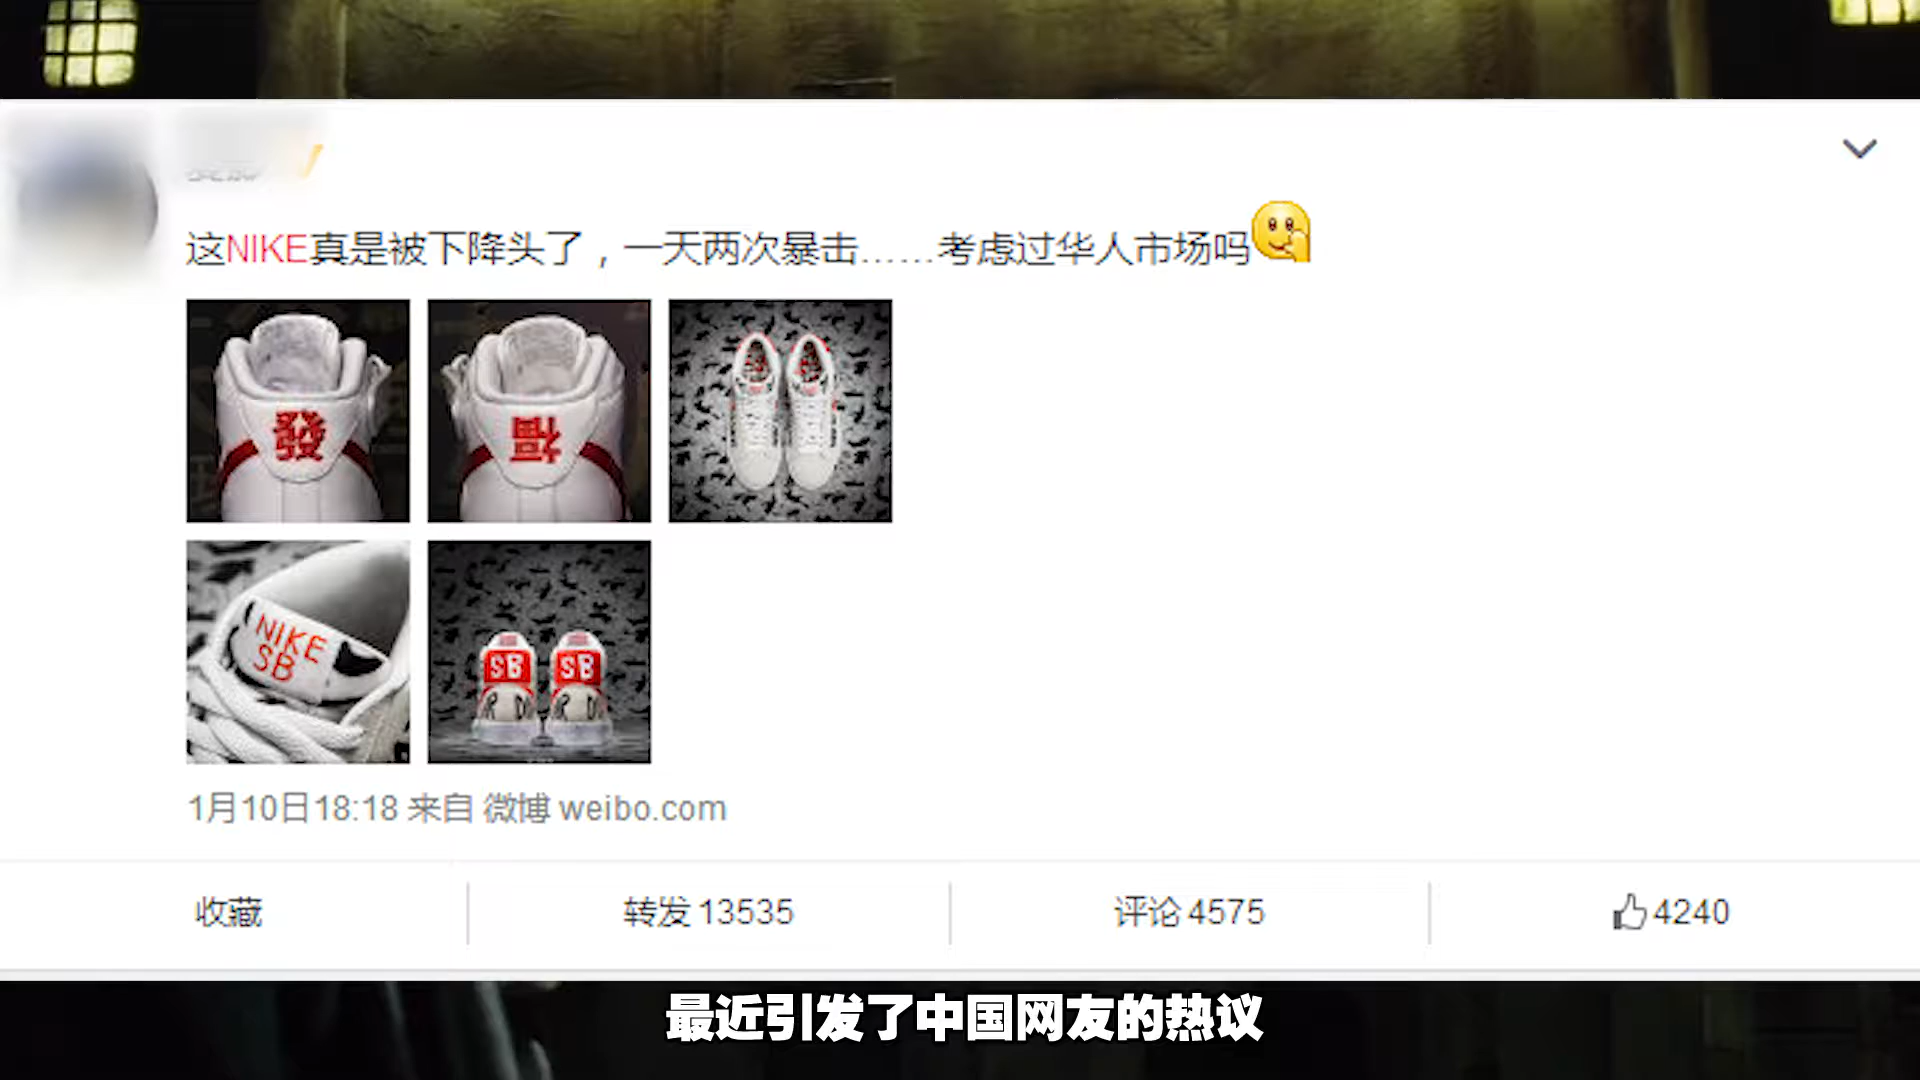 这NIKE真是被下降头了，一天两次暴击……考虑过华人市场吗
發
福
NIKE
SB
SB
SB
1月10日18:18 来自 微博 weibo.com
收藏
转发 13535
评论 4575
4240
最近引发了中国网友的热议